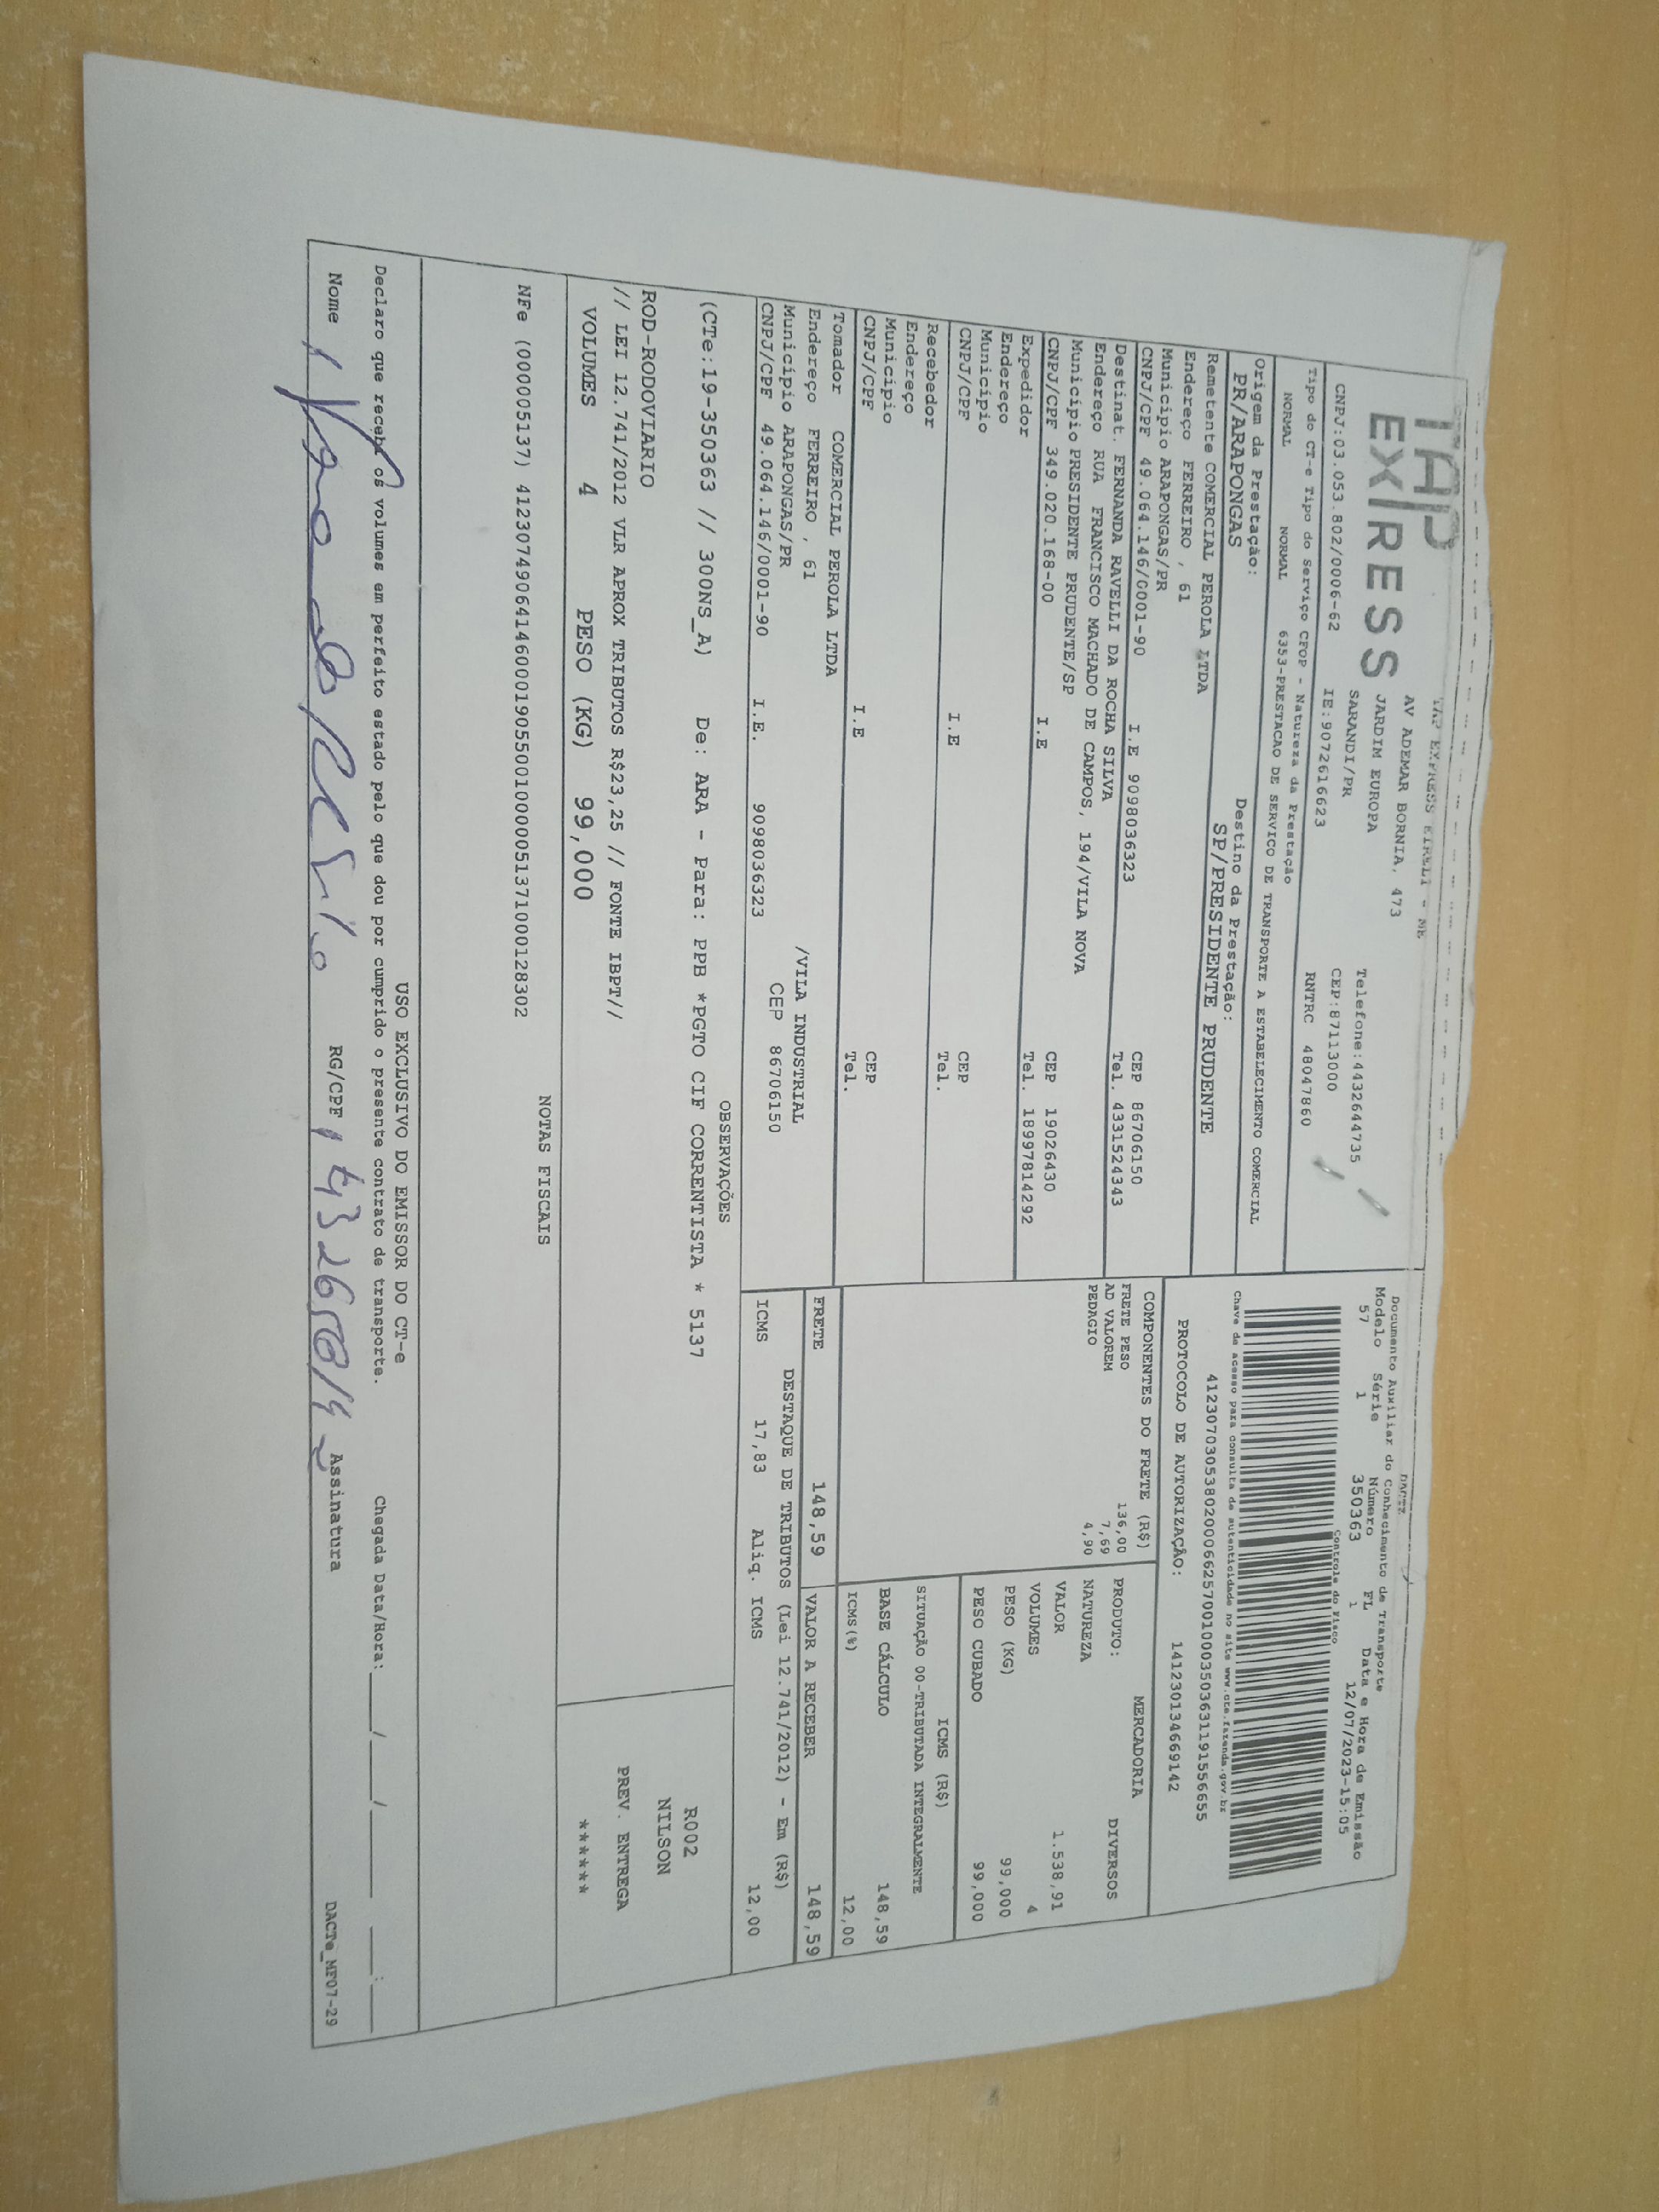 TAP
EXPRESS
TAP EXPRESS EIRELI - ME
AV ADEMAR BORNIA, 473
JARDIM EUROPA
SARANDI/PR
Telefone:4432644735
CNPJ:03.053.802/0006-62
IE:9072616623
CEP:87113000
RNTRC 48047860
Tipo do CT-e Tipo do Serviço CFOP - Natureza da Prestação
NORMAL NORMAL 6353-PRESTACAO DE SERVICO DE TRANSPORTE A ESTABELECIMENTO COMERCIAL
Origem da Prestação: Destino da Prestação:
PR/ARAPONGAS SP/PRESIDENTE PRUDENTE
Remetente COMERCIAL PEROLA LTDA
Endereço FERREIRO , 61
Município ARAPONGAS/PR CEP 86706150
CNPJ/CPF 49.064.146/0001-90 I.E 9098036323 Tel. 4331524343
Destinat. FERNANDA RAVELLI DA ROCHA SILVA
Endereço RUA FRANCISCO MACHADO DE CAMPOS, 194/VILA NOVA
Município PRESIDENTE PRUDENTE/SP CEP 19026430
CNPJ/CPF 349.020.168-00 I.E Tel. 18997814292
Expedidor
Endereço
Município CEP
CNPJ/CPF I.E Tel.
Recebedor
Endereço
Município CEP
CNPJ/CPF I.E Tel.
Tomador COMERCIAL PEROLA LTDA
Endereço FERREIRO , 61 /VILA INDUSTRIAL
Município ARAPONGAS/PR CEP 86706150
CNPJ/CPF 49.064.146/0001-90 I.E. 9098036323
DACTE
Documento Auxiliar do Conhecimento de Transporte
Modelo Série Número FL Data e Hora de Emissão
57 1 350363 1 12/07/2023-15:05
Controle do Fisco
Chave de acesso para consulta de autenticidade no site www.cte.fazenda.gov.br
41230703053802000662570010003503631191556655
PROTOCOLO DE AUTORIZAÇÃO: 141230134669142
COMPONENTES DO FRETE (R$)
FRETE PESO 136,00
AD VALOREM 7,69
PEDAGIO 4,90
MERCADORIA
PRODUTO: DIVERSOS
NATUREZA
VALOR 1.538,91
VOLUMES 4
PESO (KG) 99,000
PESO CUBADO 99,000
ICMS (R$)
SITUAÇÃO 00-TRIBUTADA INTEGRALMENTE
BASE CÁLCULO 148,59
ICMS(%) 12,00
FRETE 148,59 VALOR A RECEBER 148,59
DESTAQUE DE TRIBUTOS (Lei 12.741/2012) - Em (R$)
ICMS 17,83 Aliq. ICMS 12,00
OBSERVAÇÕES
(CTe:19-350363 // 300NS_A) De: ARA - Para: PPB *PGTO CIF CORRENTISTA * 5137
ROD-RODOVIARIO
// LEI 12.741/2012 VLR APROX TRIBUTOS R$23,25 // FONTE IBPT//
R002
NILSON
PREV. ENTREGA
******
VOLUMES 4 PESO (KG) 99,000
NOTAS FISCAIS
NFe (000005137) 41230749064146000190550010000051371000128302
USO EXCLUSIVO DO EMISSOR DO CT-e
Declaro que recebi os volumes em perfeito estado pelo que dou por cumprido o presente contrato de transporte. Chegada Data/Hora:____/____/______ ___:___
Nome RG/CPF Assinatura
DACTe_MF07-29